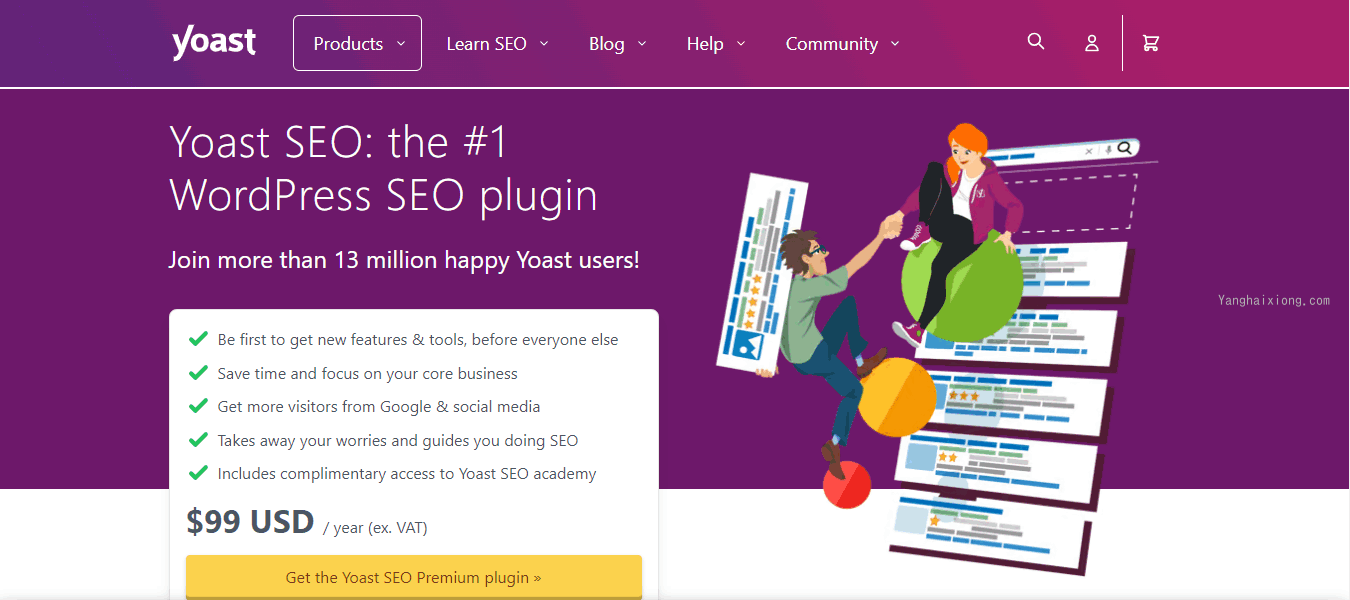 yoast
Products
Learn SEO
Blog
Help
Community
Yoast SEO: the #1
WordPress SEO plugin
Join more than 13 million happy Yoast users!
Be first to get new features & tools, before everyone else
Save time and focus on your core business
Get more visitors from Google & social media
Takes away your worries and guides you doing SEO
Includes complimentary access to Yoast SEO academy
$99 USD / year (ex. VAT)
Get the Yoast SEO Premium plugin »
Yanghaixiong.com